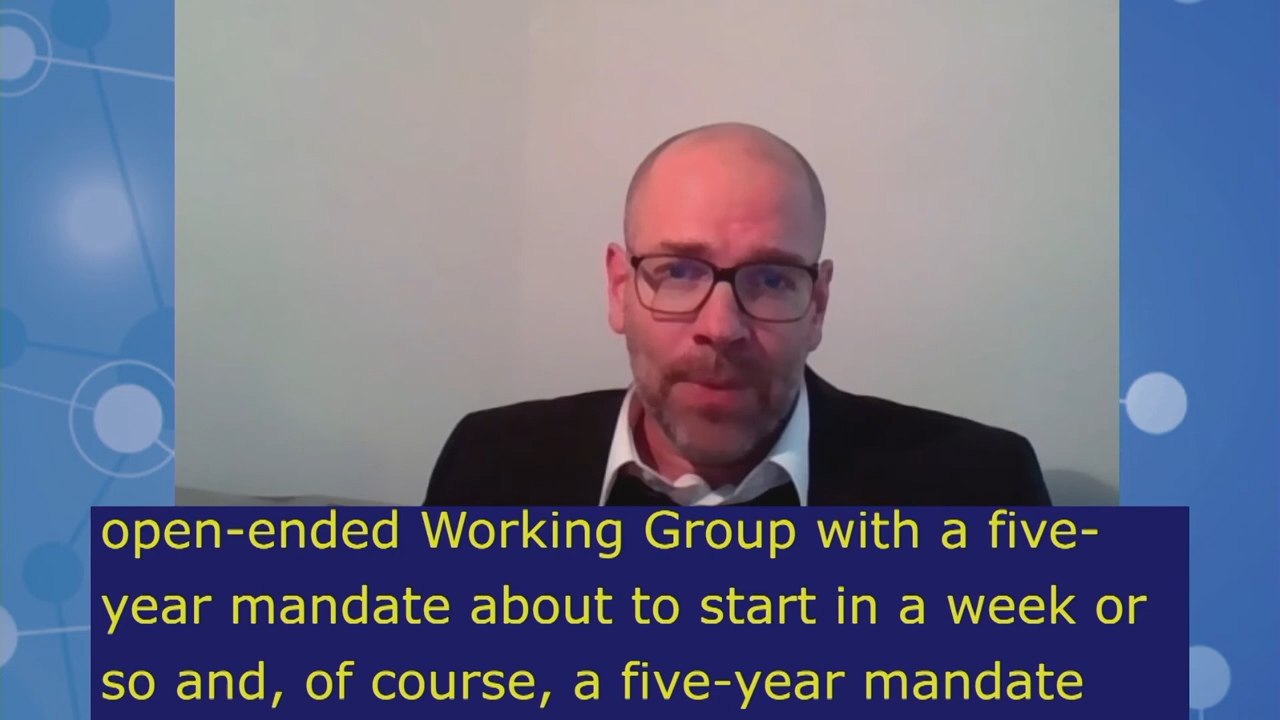 open-ended Working Group with a five-
year mandate about to start in a week or
so and, of course, a five-year mandate